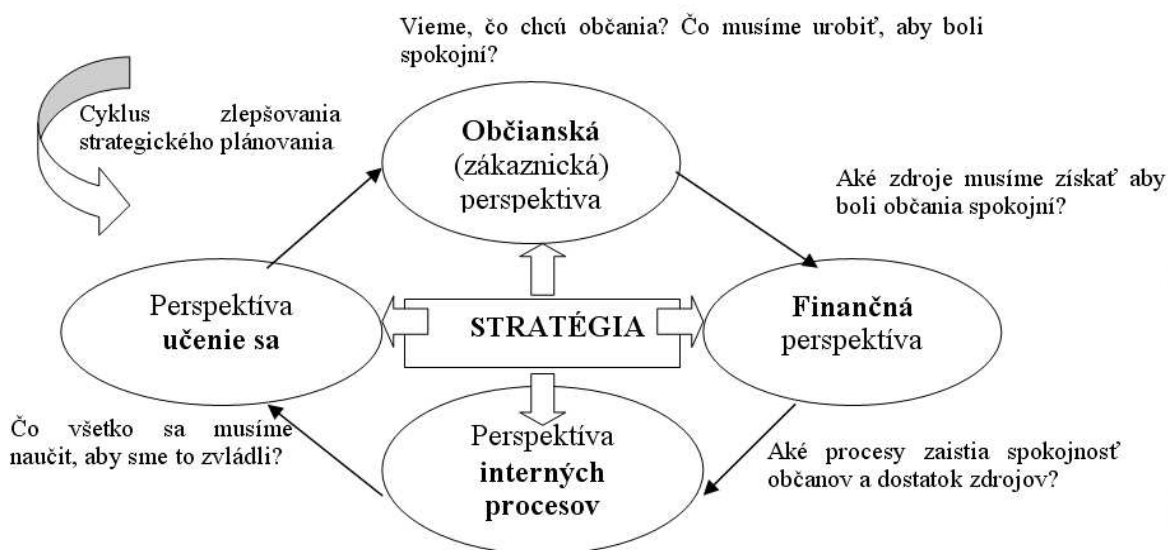 Vieme, čo chcú občania? Čo musíme urobiť, aby boli
spokojní?
Cyklus zlepšovania
strategického plánovania
Občianská
(zákaznická)
perspektiva
Aké zdroje musíme získať aby
boli občania spokojní?
Perspektíva
učenie sa
STRATÉGIA
Finančná
perspektíva
Čo všetko sa musíme
naučit, aby sme to zvládli?
Perspektíva
interných
procesov
Aké procesy zaistia spokojnosť
občanov a dostatok zdrojov?